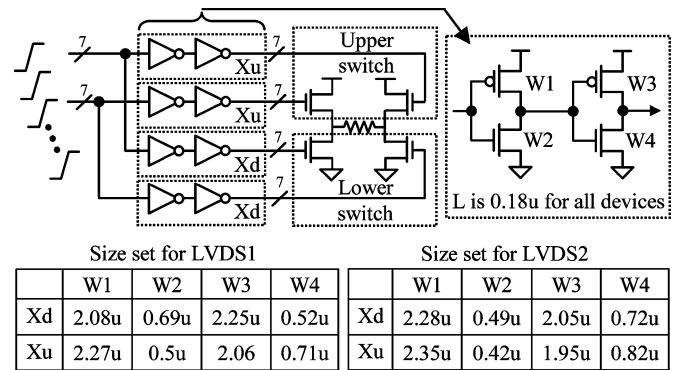 7
7
7
7
7
7
Xu
Xu
Xd
Xd
Upper
switch
Lower
switch
W1
W3
W2
W4
L is 0.18u for all devices
Size set for LVDS1
W1 W2 W3 W4
Xd 2.08u 0.69u 2.25u 0.52u
Xu 2.27u 0.5u 2.06 0.71u
Size set for LVDS2
W1 W2 W3 W4
Xd 2.28u 0.49u 2.05u 0.72u
Xu 2.35u 0.42u 1.95u 0.82u